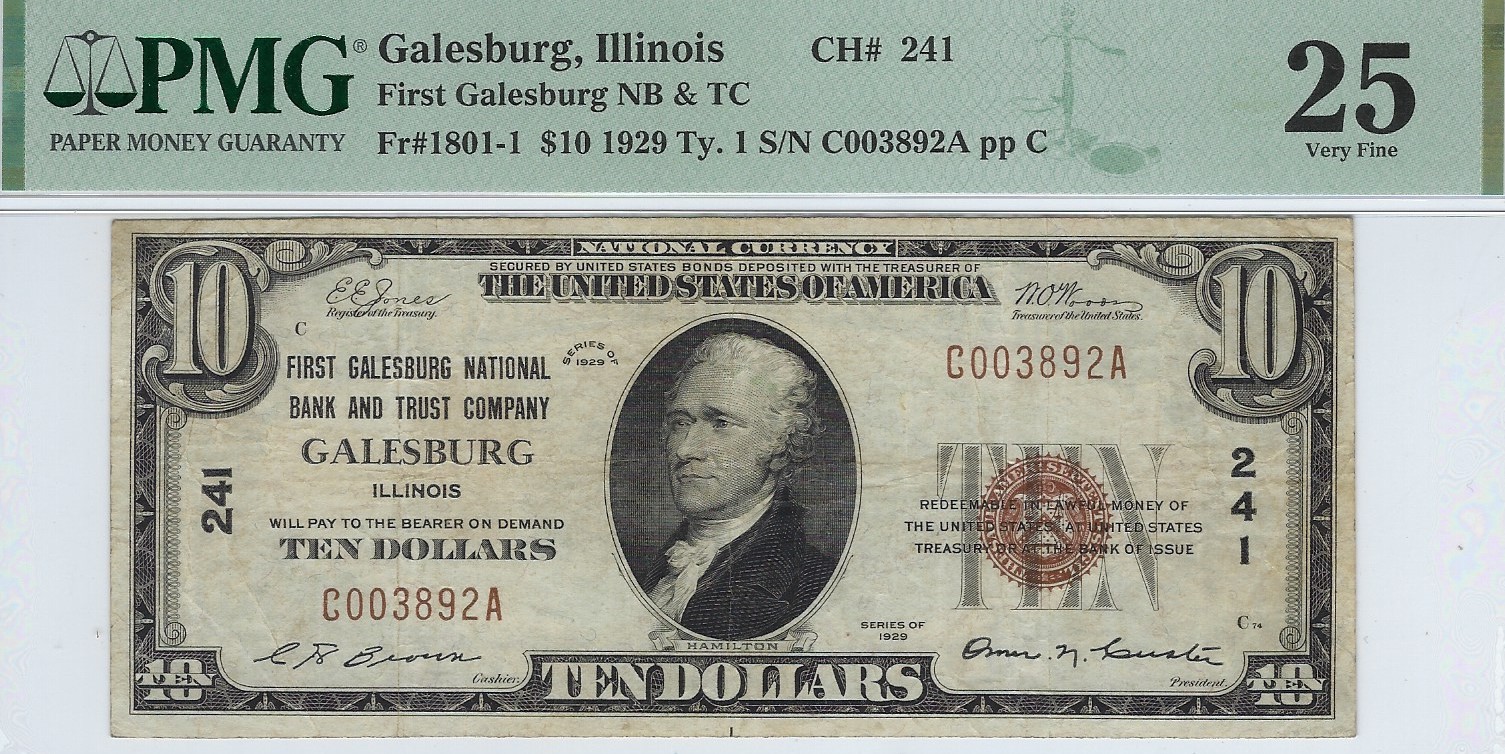 PMG®
PAPER MONEY GUARANTY
Galesburg, Illinois CH# 241
First Galesburg NB & TC
Fr#1801-1 $10 1929 Ty. 1 S/N C003892A pp C
25
Very Fine
NATIONAL CURRENCY
SECURED BY UNITED STATES BONDS DEPOSITED WITH THE TREASURER OF
THE UNITED STATES OF AMERICA
10
10
E E Jones
Register of the Treasury.
W.O. Woods
Treasurer of the United States.
C
SERIES OF
1929
FIRST GALESBURG NATIONAL
BANK AND TRUST COMPANY
GALESBURG
ILLINOIS
C003892A
241
WILL PAY TO THE BEARER ON DEMAND
TEN DOLLARS
C003892A
TEN
REDEEMABLE IN LAWFUL MONEY OF
THE UNITED STATES AT UNITED STATES
TREASURY OR AT THE BANK OF ISSUE
2
4
1
SERIES OF
1929
C 74
HAMILTON
Cashier.
President.
10
TEN
TEN DOLLARS
10
TEN